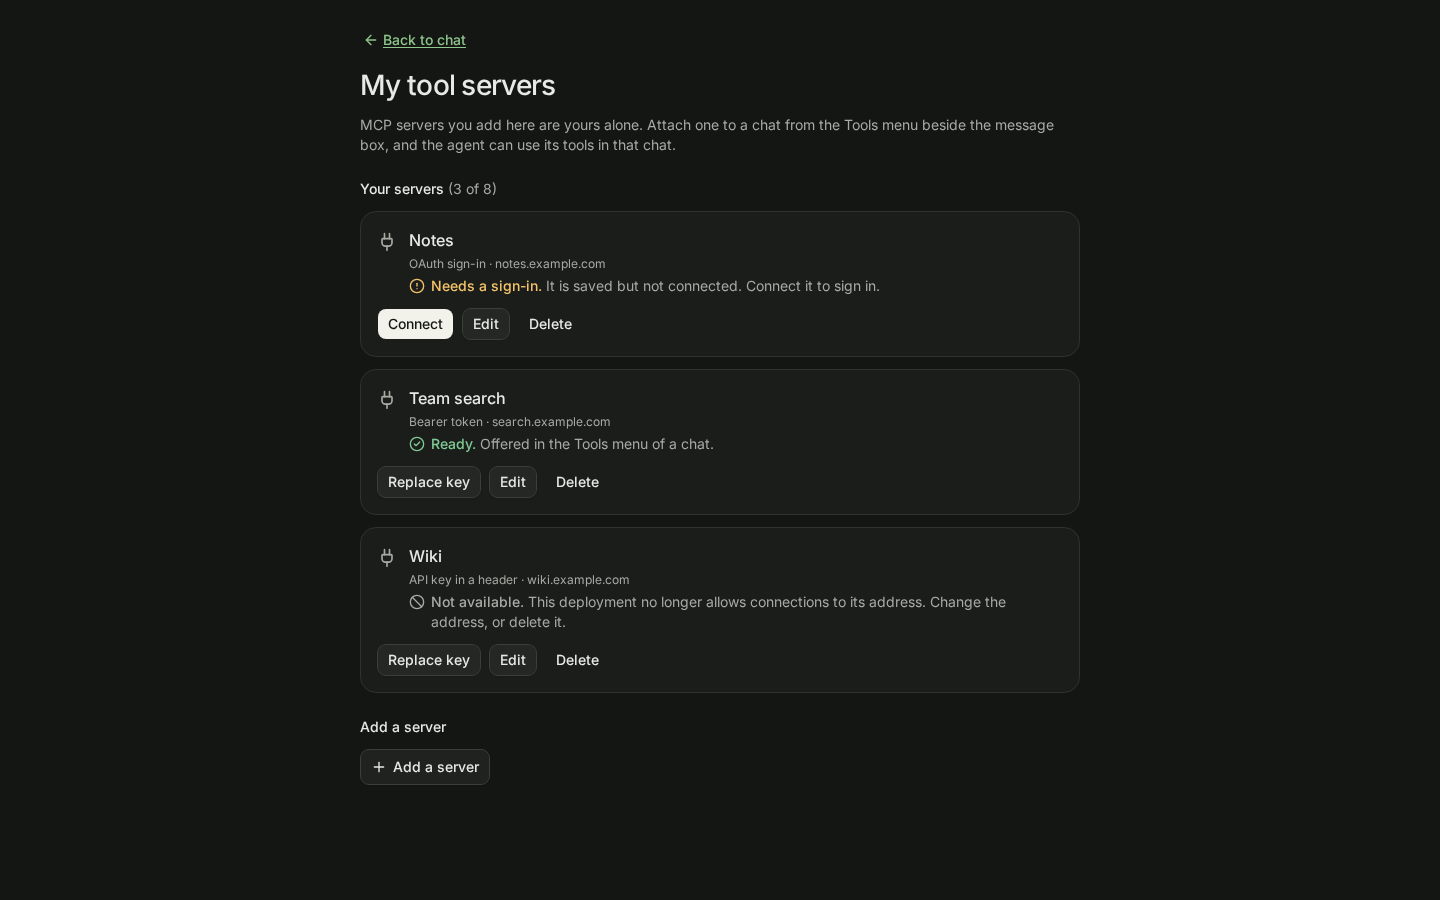 Back to chat
My tool servers
MCP servers you add here are yours alone. Attach one to a chat from the Tools menu beside the message
box, and the agent can use its tools in that chat.
Your servers (3 of 8)
Notes
OAuth sign-in · notes.example.com
Needs a sign-in. It is saved but not connected. Connect it to sign in.
Connect Edit Delete
Team search
Bearer token · search.example.com
Ready. Offered in the Tools menu of a chat.
Replace key Edit Delete
Wiki
API key in a header · wiki.example.com
Not available. This deployment no longer allows connections to its address. Change the
address, or delete it.
Replace key Edit Delete
Add a server
Add a server